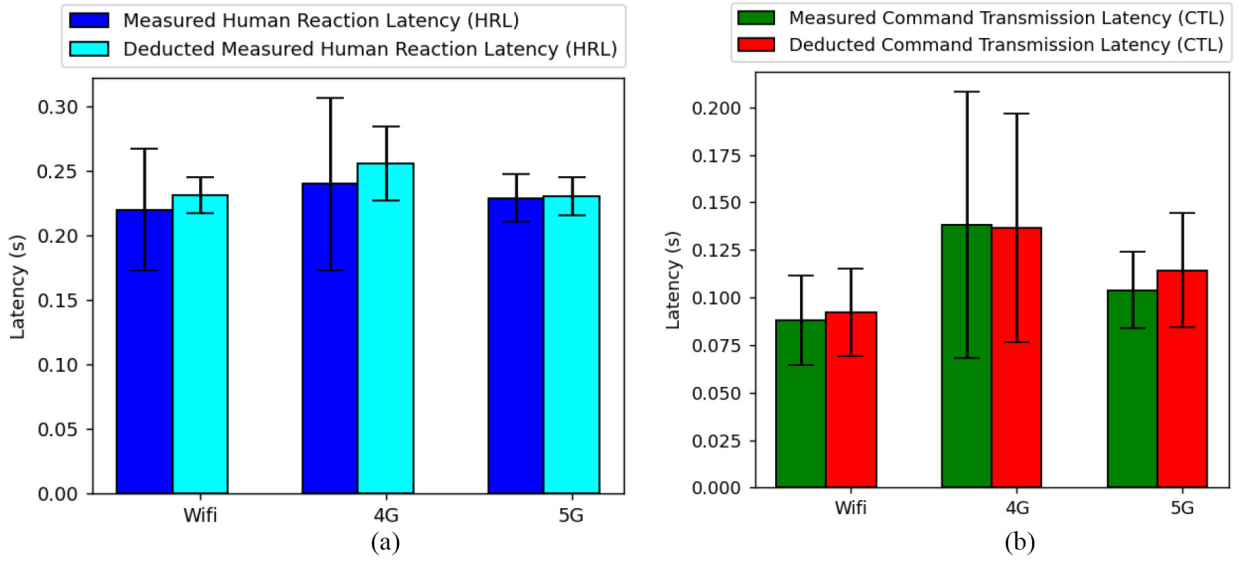 Measured Human Reaction Latency (HRL)
Deducted Measured Human Reaction Latency (HRL)
Latency (s)
0.30
0.25
0.20
0.15
0.10
0.05
0.00
Wifi
4G
5G
(a)
Measured Command Transmission Latency (CTL)
Deducted Command Transmission Latency (CTL)
Latency (s)
0.200
0.175
0.150
0.125
0.100
0.075
0.050
0.025
0.000
Wifi
4G
5G
(b)